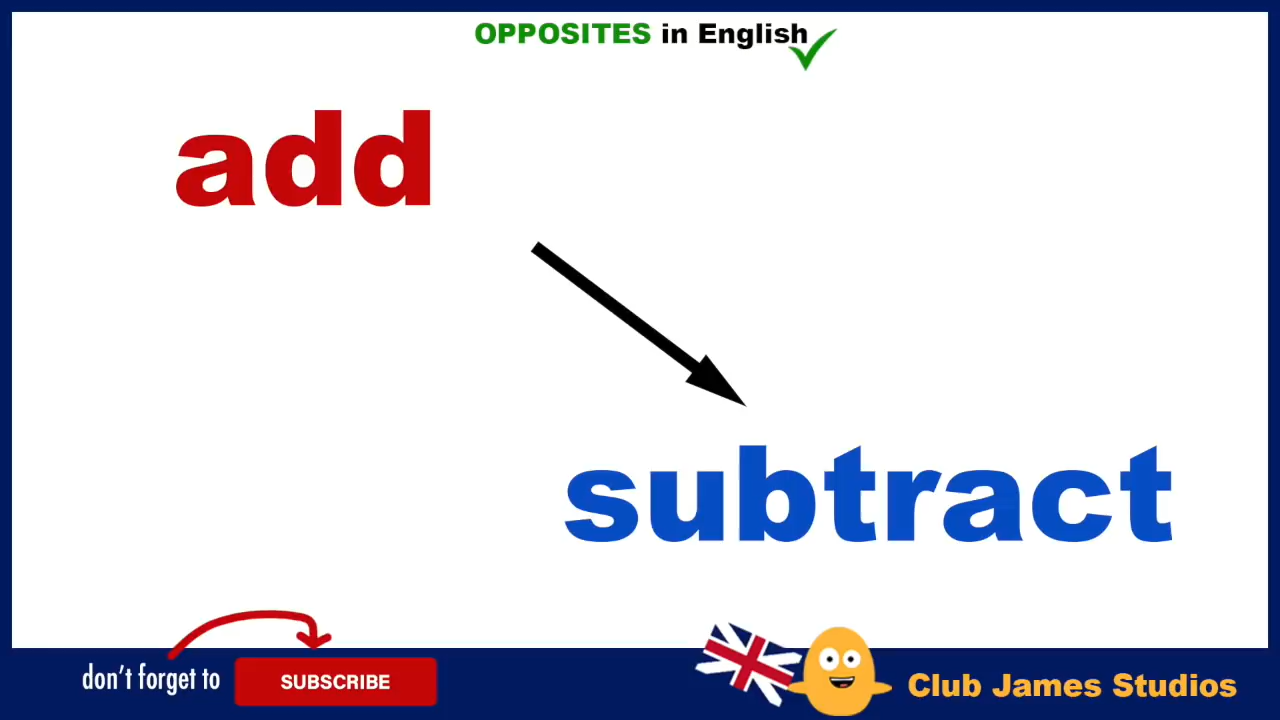 OPPOSITES in English
add
subtract
don't forget to
SUBSCRIBE
Club James Studios